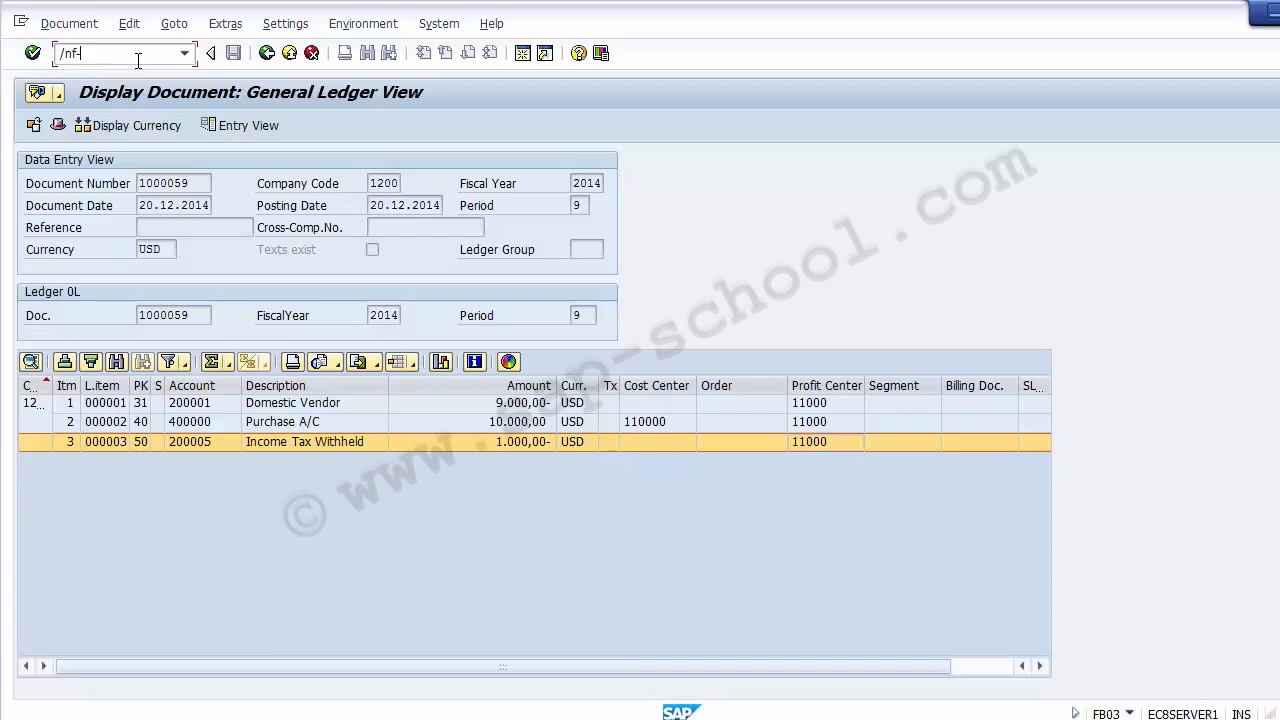 Document Edit Goto Extras Settings Environment System Help
/nf-
Display Document: General Ledger View
Display Currency Entry View
Data Entry View
Document Number 1000059 Company Code 1200 Fiscal Year 2014
Document Date 20.12.2014 Posting Date 20.12.2014 Period 9
Reference Cross-Comp.No.
Currency USD Texts exist Ledger Group
Ledger 0L
Doc. 1000059 FiscalYear 2014 Period 9
C.. Itm L.item PK S Account Description Amount Curr. Tx Cost Center Order Profit Center Segment Billing Doc. SL..
12... 1 000001 31 200001 Domestic Vendor 9.000,00- USD 11000
2 000002 40 400000 Purchase A/C 10.000,00 USD 110000 11000
3 000003 50 200005 Income Tax Withheld 1.000,00- USD 11000
© www.sap-school.com
SAP FB03 EC8SERVER1 INS